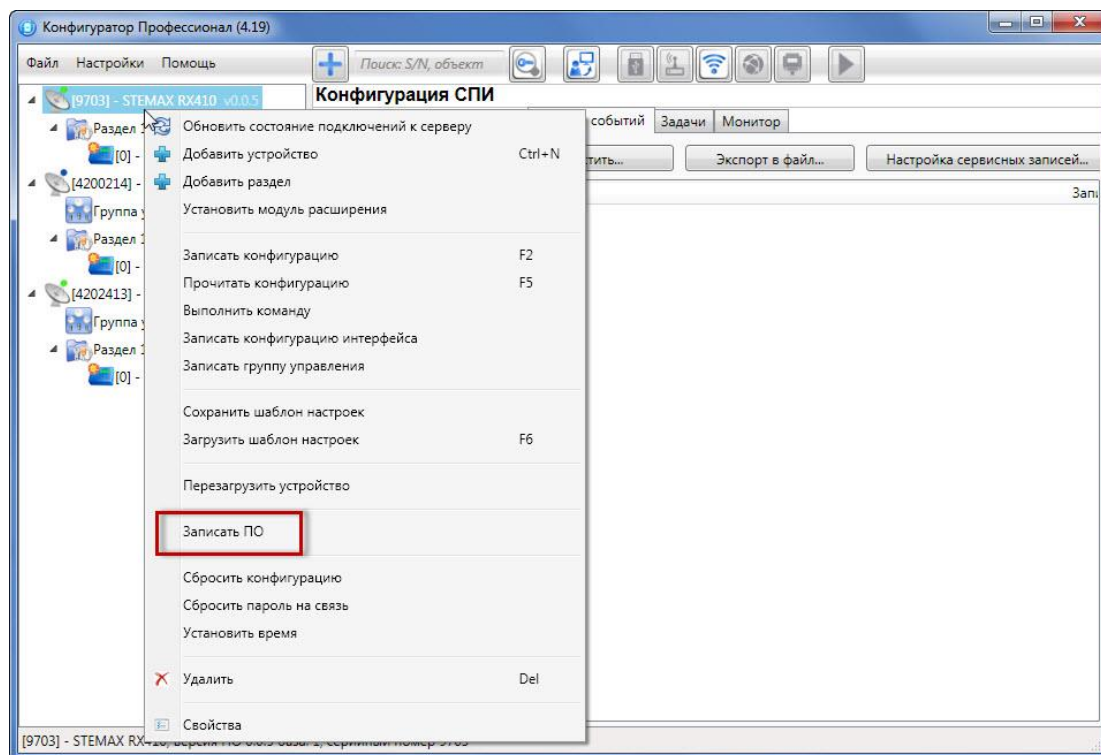 Конфигуратор Профессионал (4.19)
Файл Настройки Помощь Поиск: S/N, объект
[9703] - STEMAX RX410 v0.0.5
Конфигурация СПИ
событий Задачи Монитор
Экспорт в файл... Настройка сервисных записей...
Раздел 1
[0] -
[4200214] -
Группа
Раздел 1
[0] -
[4202413] -
Группа
Раздел 1
[0] -
Обновить состояние подключений к серверу
Добавить устройство Ctrl+N
Добавить раздел
Установить модуль расширения
Записать конфигурацию F2
Прочитать конфигурацию F5
Выполнить команду
Записать конфигурацию интерфейса
Записать группу управления
Сохранить шаблон настроек
Загрузить шаблон настроек F6
Перезагрузить устройство
Записать ПО
Сбросить конфигурацию
Сбросить пароль на связь
Установить время
Удалить Del
Свойства
[9703] - STEMAX